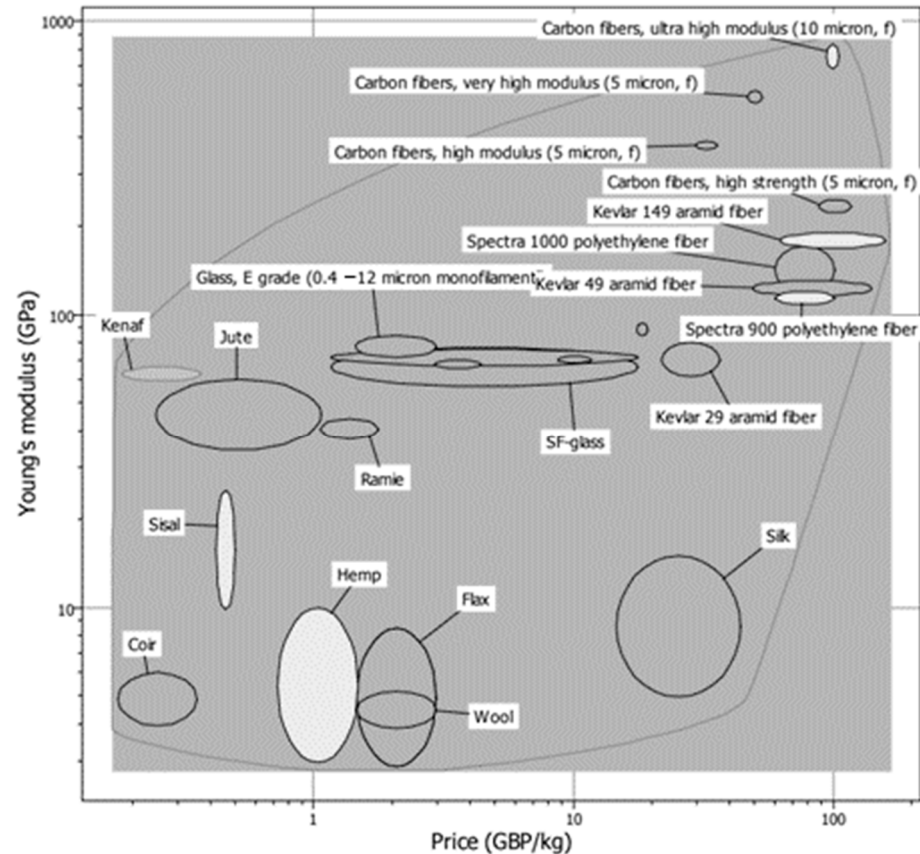 1000
Carbon fibers, ultra high modulus (10 micron, f)
Carbon fibers, very high modulus (5 micron, f)
Carbon fibers, high modulus (5 micron, f)
Carbon fibers, high strength (5 micron, f)
Kevlar 149 aramid fiber
Spectra 1000 polyethylene fiber
Glass, E grade (0.4 −12 micron monofilament
Kevlar 49 aramid fiber
100
Kenaf
Jute
Spectra 900 polyethylene fiber
Kevlar 29 aramid fiber
SF-glass
Ramie
Young's modulus (GPa)
Sisal
Silk
Hemp
Flax
10
Coir
Wool
1
10
100
Price (GBP/kg)